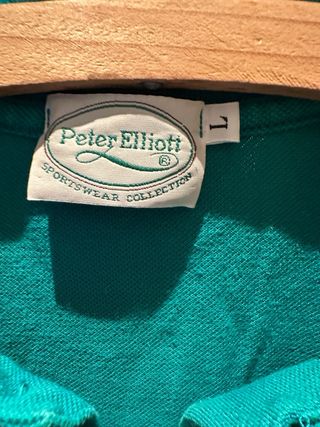 Peter Elliott
®
SPORTSWEAR COLLECTION
L